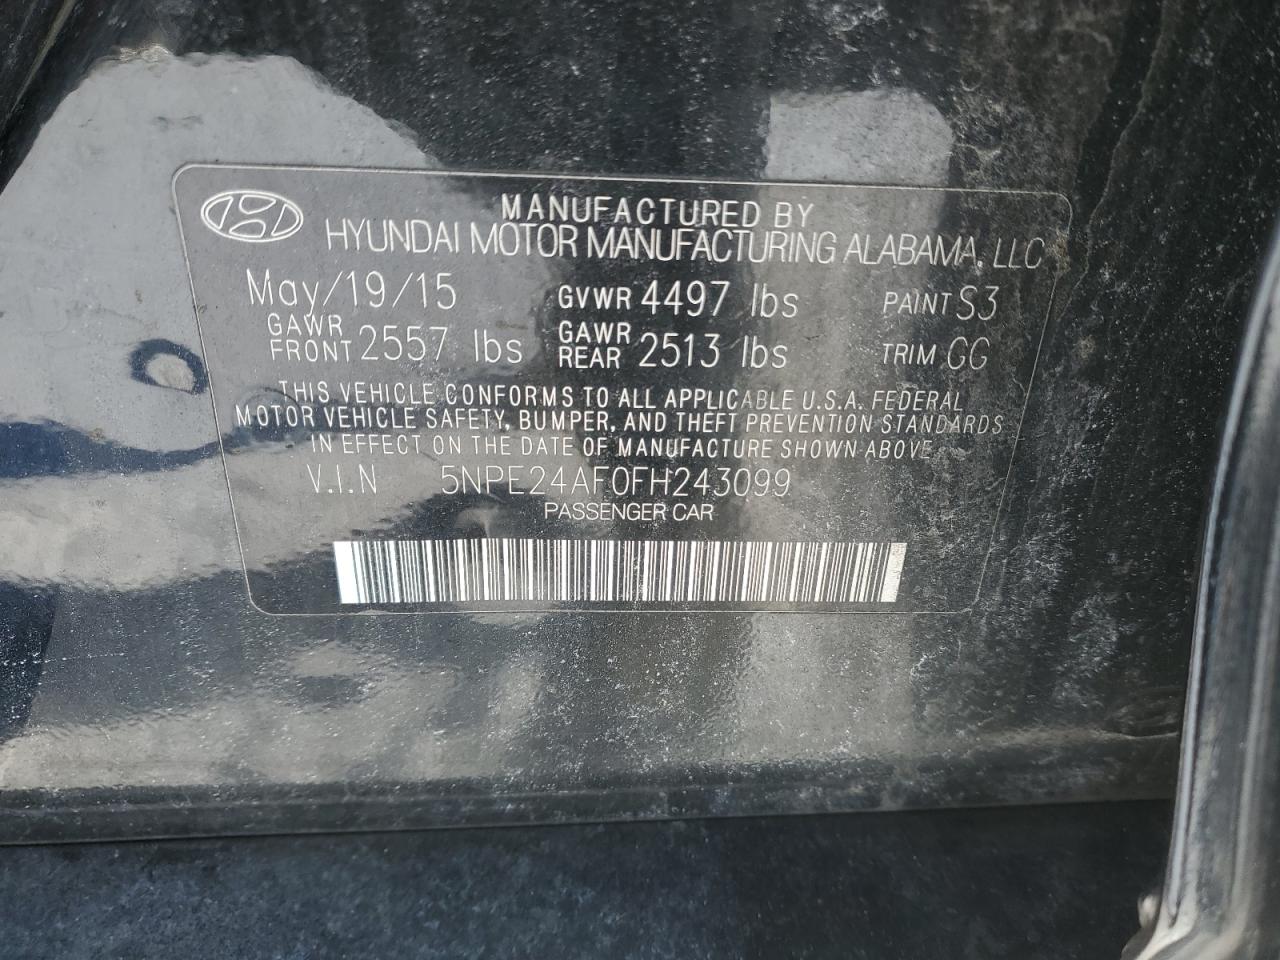 MANUFACTURED BY
HYUNDAI MOTOR MANUFACTURING ALABAMA, LLC
May/19/15 GVWR 4497 lbs PAINT S3
GAWR FRONT 2557 lbs GAWR REAR 2513 lbs TRIM GG
THIS VEHICLE CONFORMS TO ALL APPLICABLE U.S.A. FEDERAL
MOTOR VEHICLE SAFETY, BUMPER, AND THEFT PREVENTION STANDARDS
IN EFFECT ON THE DATE OF MANUFACTURE SHOWN ABOVE
V.I.N 5NPE24AF0FH243099
PASSENGER CAR